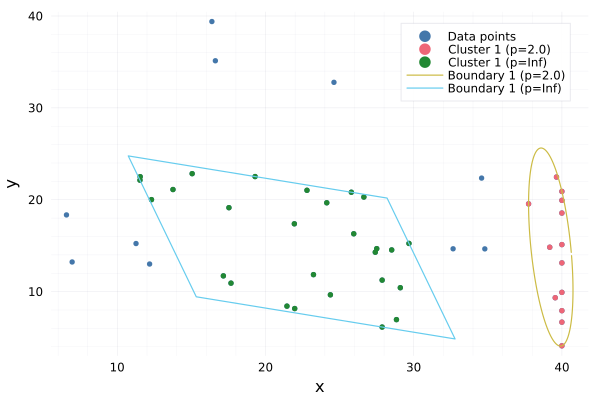 40
30
20
10
y
10
20
30
40
x
Data points
Cluster 1 (p=2.0)
Cluster 1 (p=Inf)
Boundary 1 (p=2.0)
Boundary 1 (p=Inf)